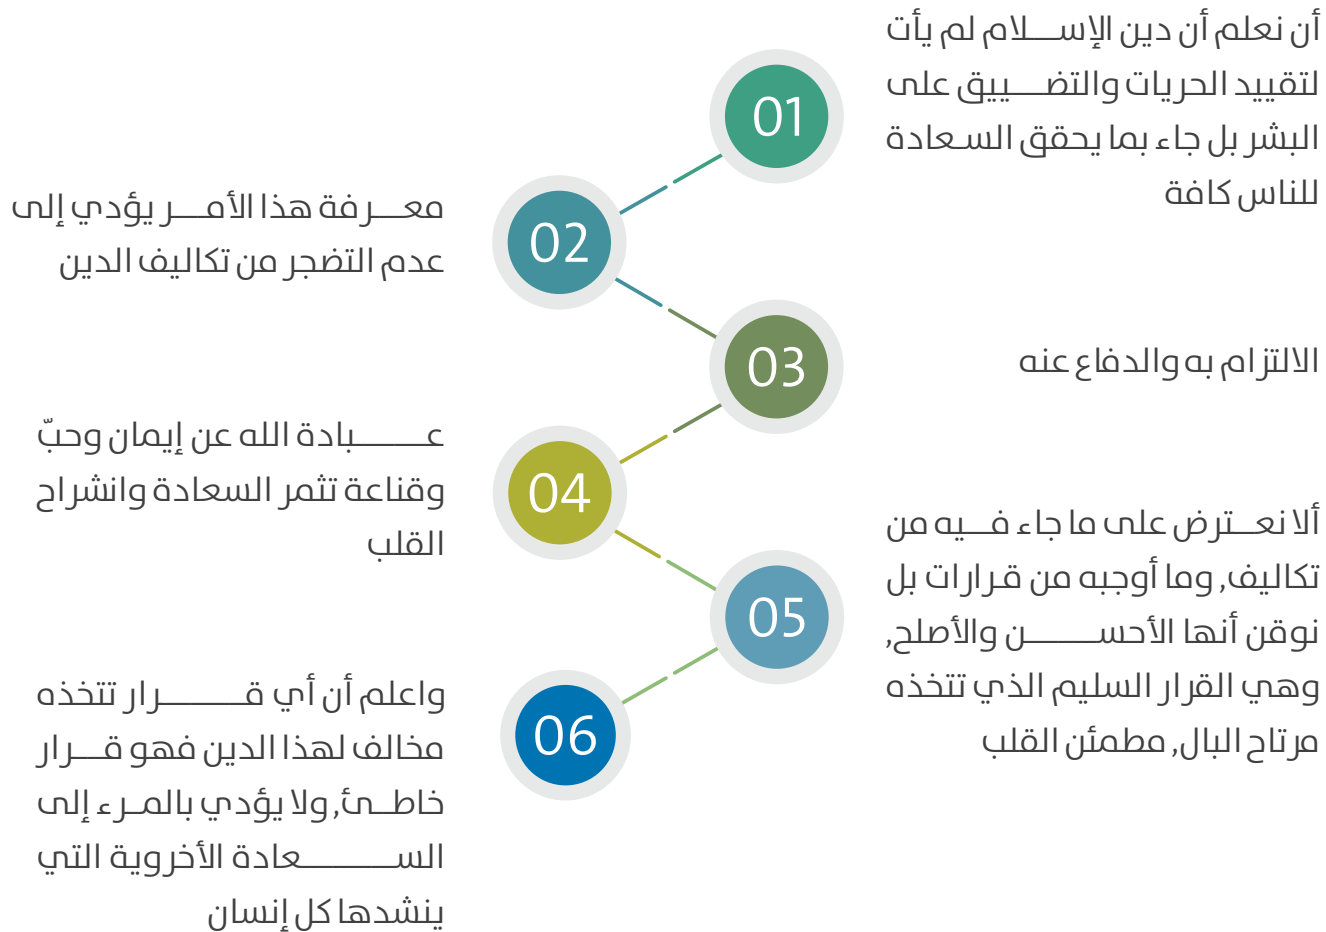 01
أن نعلم أن دين الإسلام لم يأت
لتقييد الحريات والتضييق على
البشر بل جاء بما يحقق السعادة
للناس كافة
02
معرفة هذا الأمر يؤدي إلى
عدم التضجر من تكاليف الدين
03
الالتزام به والدفاع عنه
04
عبادة الله عن إيمان وحبّ
وقناعة تثمر السعادة وانشراح
القلب
05
ألا نعترض على ما جاء فيه من
تكاليف, وما أوجبه من قرارات بل
نوقن أنها الأحسن والأصلح,
وهي القرار السليم الذي تتخذه
مرتاح البال, مطمئن القلب
06
واعلم أن أي قرار تتخذه
مخالف لهذا الدين فهو قرار
خاطئ, ولا يؤدي بالمرء إلى
السعادة الأخروية التي
ينشدها كل إنسان